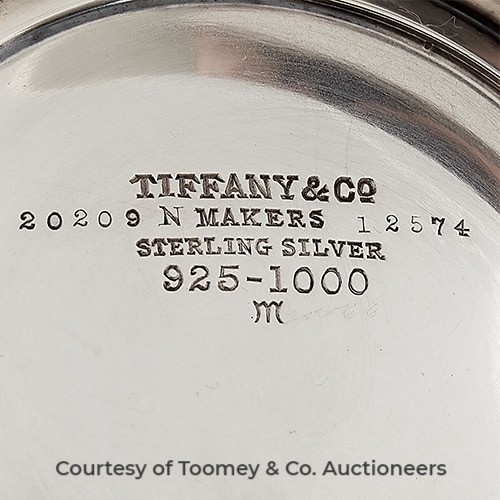 TIFFANY & Co
20209 N MAKERS 12574
STERLING SILVER
925-1000
m
Courtesy of Toomey & Co. Auctioneers